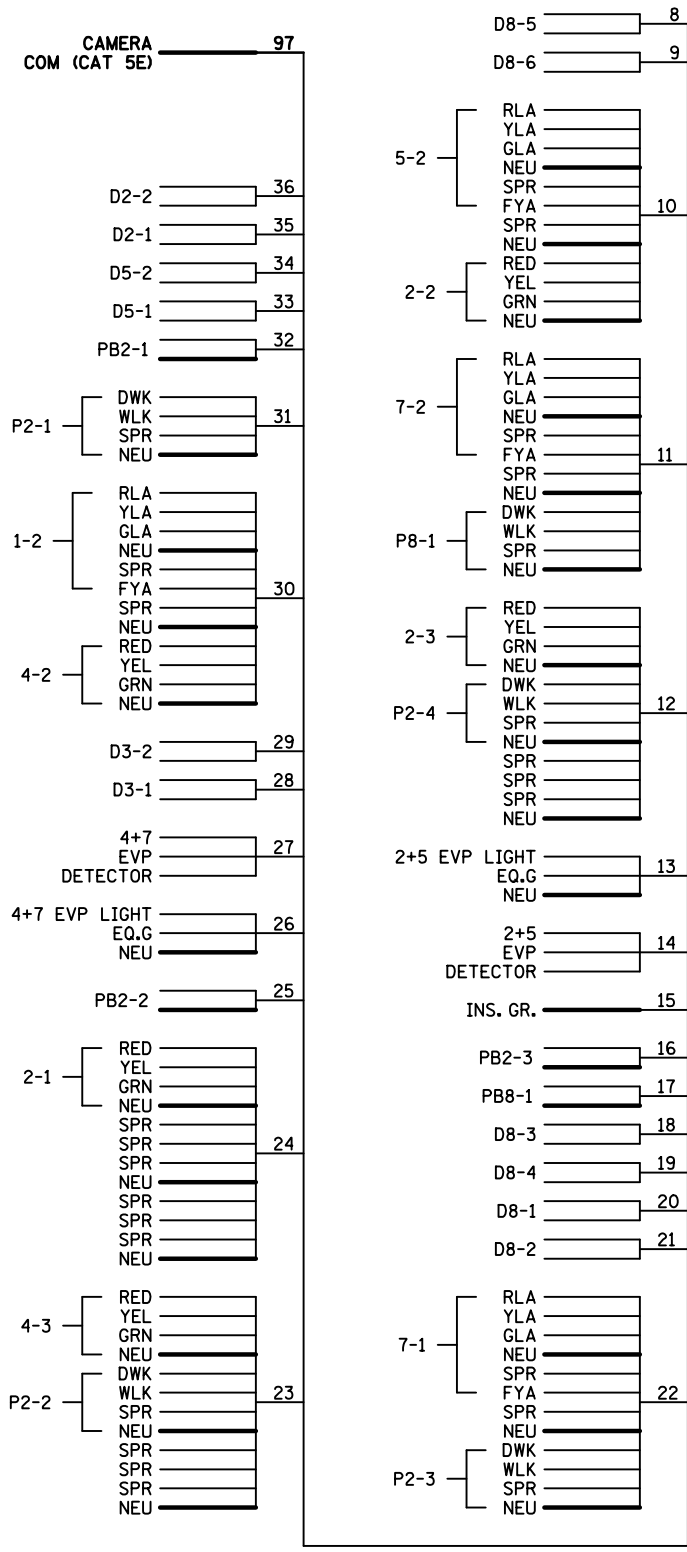 CAMERA
COM (CAT 5E)
97
D2-2
36
D2-1
35
D5-2
34
D5-1
33
PB2-1
32
P2-1
DWK
WLK
SPR
NEU
31
1-2
RLA
YLA
GLA
NEU
SPR
FYA
SPR
NEU
30
4-2
RED
YEL
GRN
NEU
D3-2
29
D3-1
28
4+7
EVP
DETECTOR
27
4+7 EVP LIGHT
EQ.G
NEU
26
PB2-2
25
2-1
RED
YEL
GRN
NEU
SPR
SPR
SPR
NEU
SPR
SPR
SPR
NEU
24
4-3
RED
YEL
GRN
NEU
P2-2
DWK
WLK
SPR
NEU
SPR
SPR
SPR
NEU
23
D8-5
8
D8-6
9
5-2
RLA
YLA
GLA
NEU
SPR
FYA
SPR
NEU
10
2-2
RED
YEL
GRN
NEU
7-2
RLA
YLA
GLA
NEU
SPR
FYA
SPR
NEU
11
P8-1
DWK
WLK
SPR
NEU
2-3
RED
YEL
GRN
NEU
P2-4
DWK
WLK
SPR
NEU
SPR
SPR
SPR
NEU
12
2+5 EVP LIGHT
EQ.G
NEU
13
2+5
EVP
DETECTOR
14
INS. GR.
15
PB2-3
16
PB8-1
17
D8-3
18
D8-4
19
D8-1
20
D8-2
21
7-1
RLA
YLA
GLA
NEU
SPR
FYA
SPR
NEU
22
P2-3
DWK
WLK
SPR
NEU